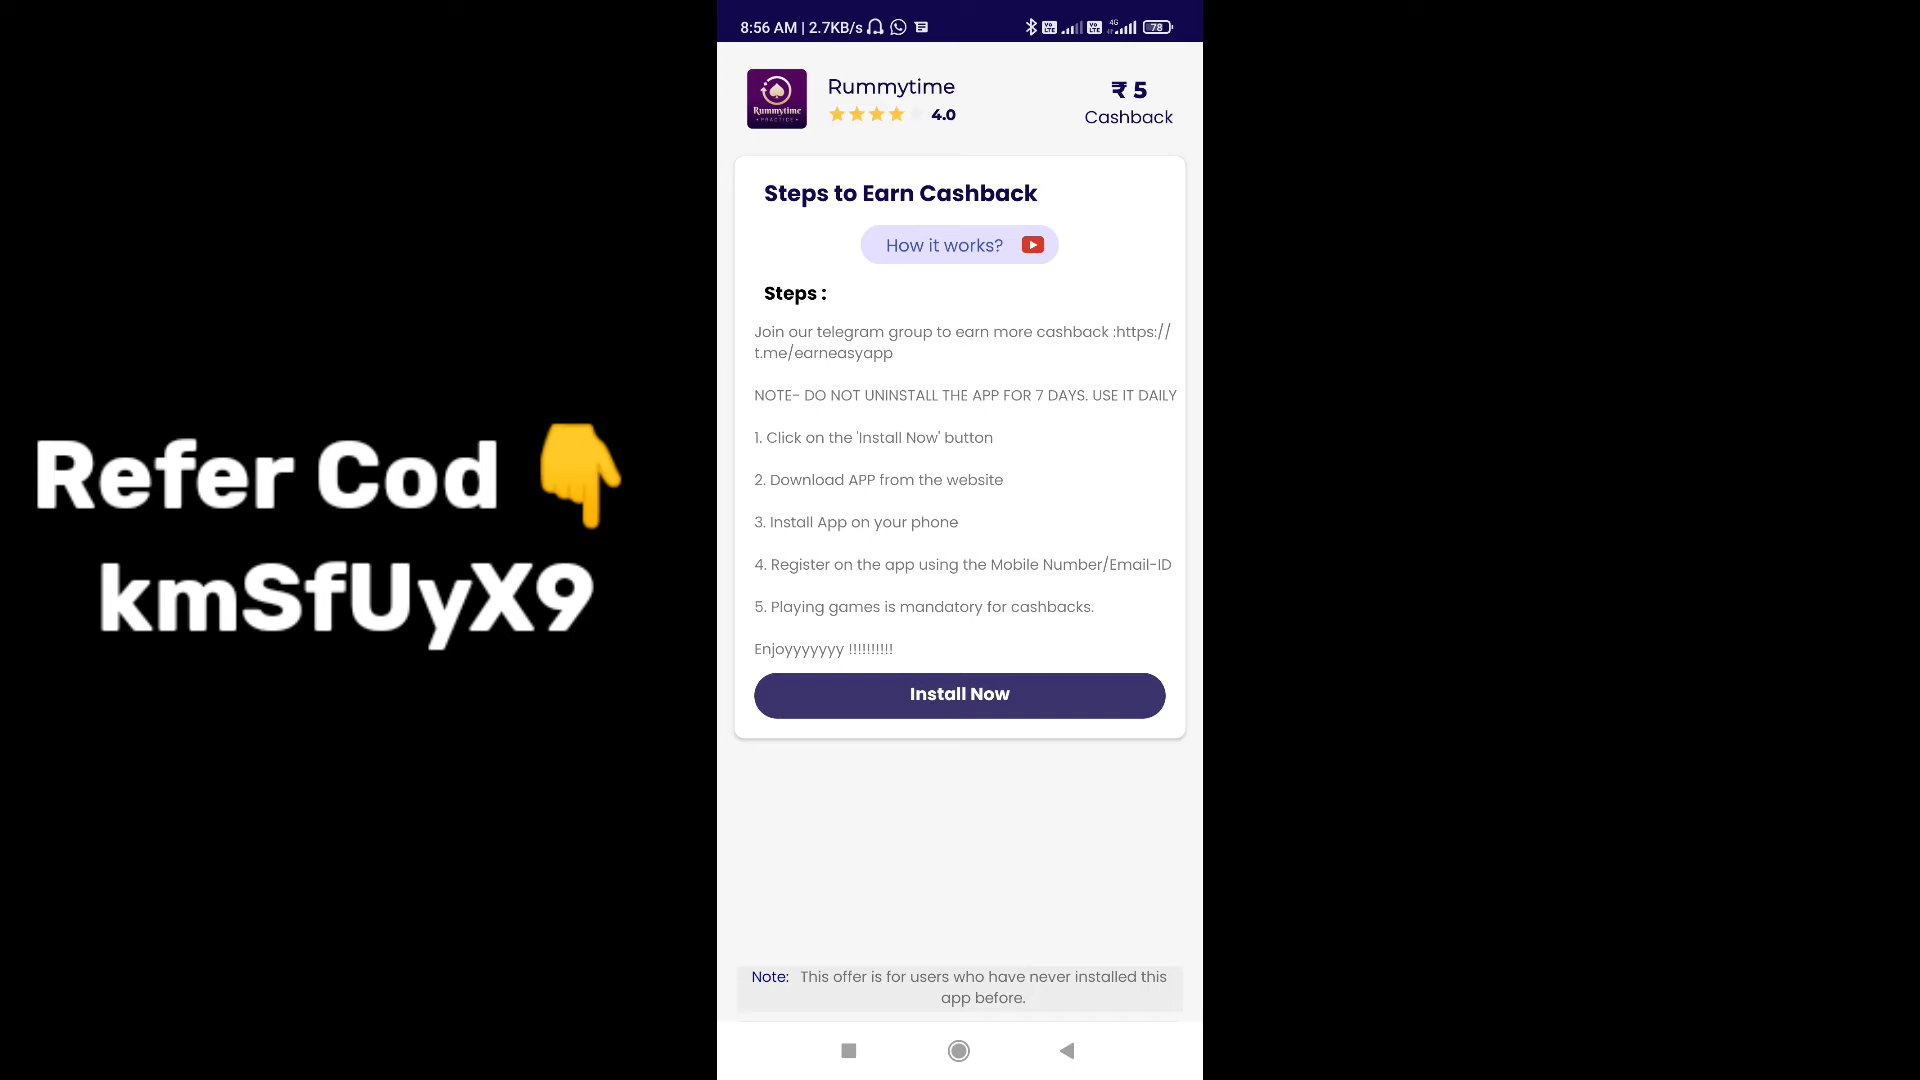 8:56 AM | 2.7KB/s
4G
78
Rummytime
4.0
₹ 5
Cashback
Rummytime
PRACTICE
Steps to Earn Cashback
How it works?
Steps :
Join our telegram group to earn more cashback :https://
t.me/earneasyapp
NOTE- DO NOT UNINSTALL THE APP FOR 7 DAYS. USE IT DAILY
1. Click on the 'Install Now' button
2. Download APP from the website
3. Install App on your phone
4. Register on the app using the Mobile Number/Email-ID
5. Playing games is mandatory for cashbacks.
Enjoyyyyyyy !!!!!!!!!!
Install Now
Note: This offer is for users who have never installed this
app before.
Refer Cod 👇
kmSfUyX9